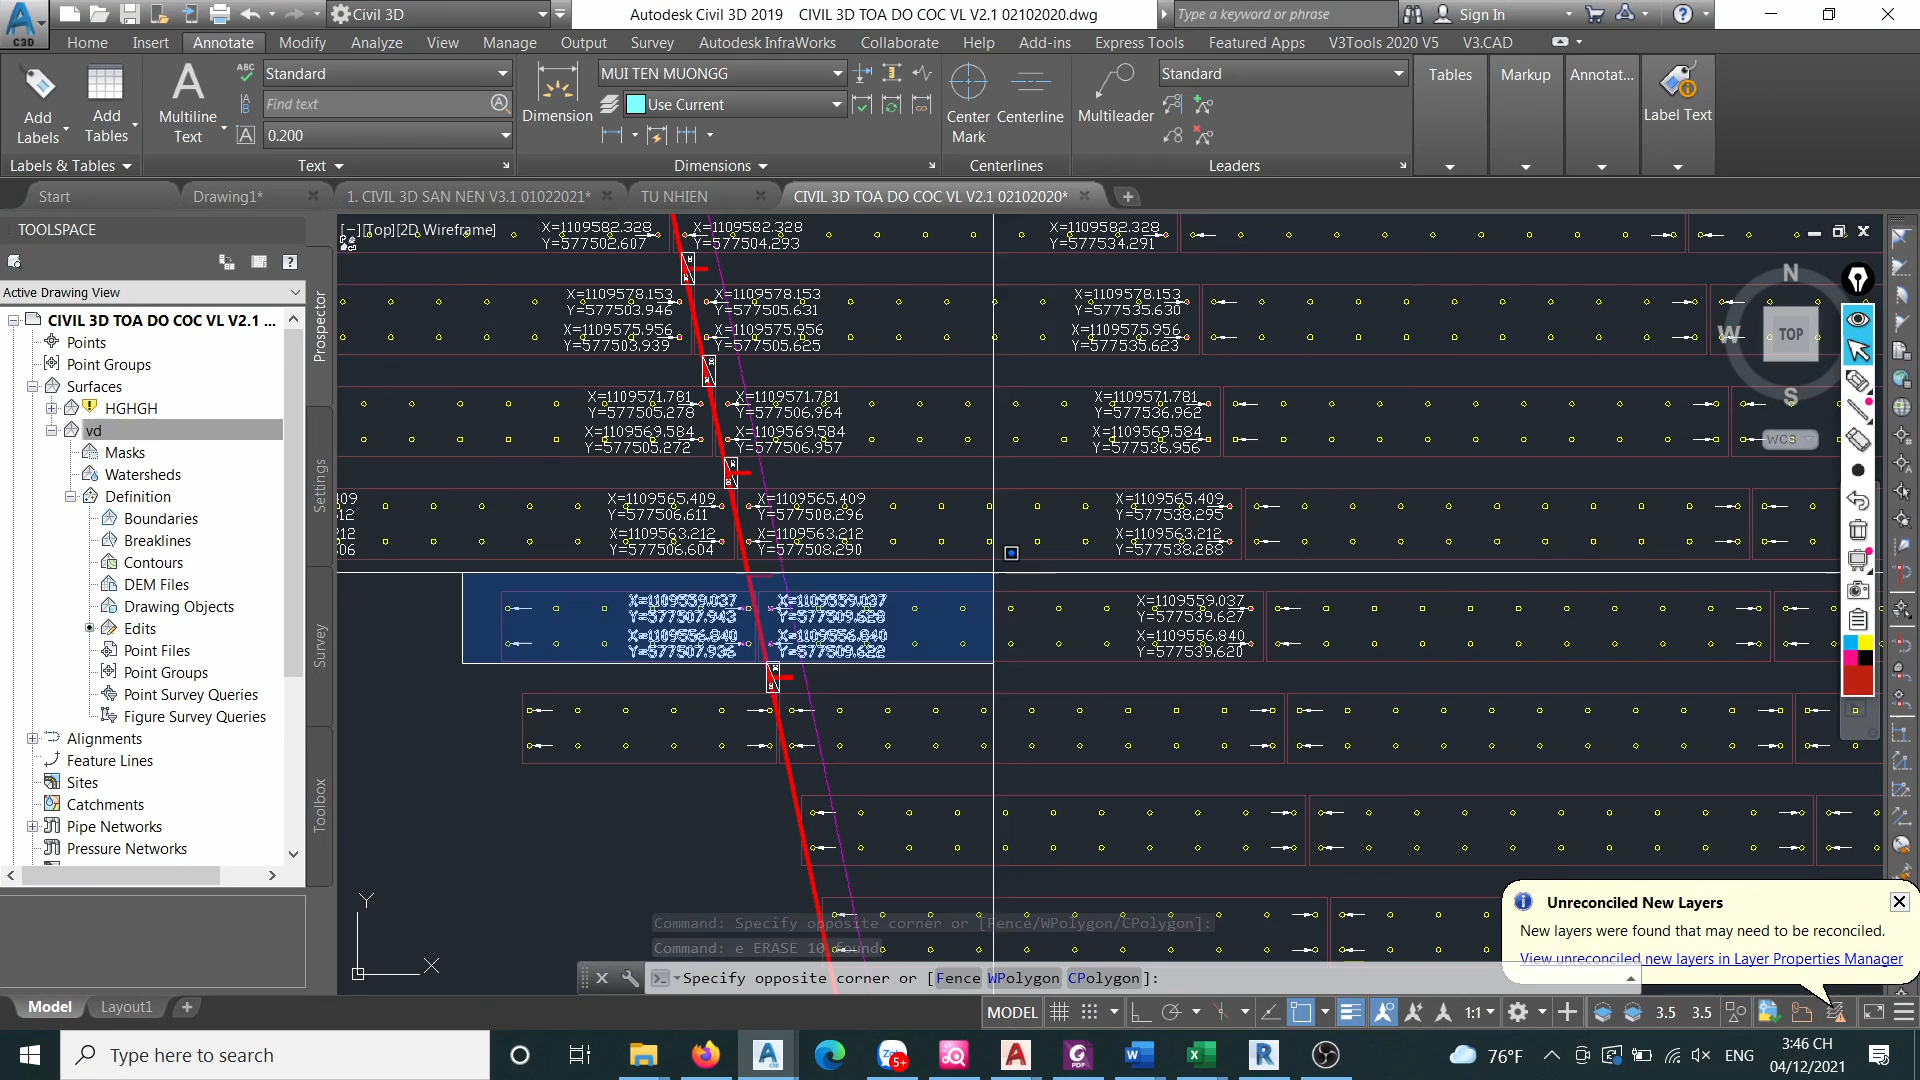 Civil 3D
Autodesk Civil 3D 2019 CIVIL 3D TOA DO COC VL V2.1 02102020.dwg
Type a keyword or phrase
Sign In
C3D
Home Insert Annotate Modify Analyze View Manage Output Survey Autodesk InfraWorks Collaborate Help Add-ins Express Tools Featured Apps V3Tools 2020 V5 V3.CAD
Add Labels
Add Tables
Multiline Text
Standard
Find text
0.200
Dimension
MUI TEN MUONGG
Use Current
Center Mark
Centerline
Multileader
Standard
Tables
Markup
Annotat...
Label Text
Labels & Tables
Text
Dimensions
Centerlines
Leaders
Start
Drawing1*
1. CIVIL 3D SAN NEN V3.1 01022021*
TU NHIEN
CIVIL 3D TOA DO COC VL V2.1 02102020*
TOOLSPACE
Active Drawing View
CIVIL 3D TOA DO COC VL V2.1 ...
Points
Point Groups
Surfaces
HGHGH
vd
Masks
Watersheds
Definition
Boundaries
Breaklines
Contours
DEM Files
Drawing Objects
Edits
Point Files
Point Groups
Point Survey Queries
Figure Survey Queries
Alignments
Feature Lines
Sites
Catchments
Pipe Networks
Pressure Networks
Prospector
Settings
Survey
Toolbox
[−][Top][2D Wireframe]
X=1109582.328 X=1109582.328 X=1109582.328
Y=577502.607 Y=577504.293 Y=577534.291
X=1109578.153 X=1109578.153 X=1109578.153
Y=577503.946 Y=577505.631 Y=577535.630
X=1109575.956 X=1109575.956 X=1109575.956
Y=577503.939 Y=577505.625 Y=577535.623
X=1109571.781 X=1109571.781 X=1109571.781
Y=577505.278 Y=577506.964 Y=577536.962
X=1109569.584 X=1109569.584 X=1109569.584
Y=577505.272 Y=577506.957 Y=577536.956
409 X=1109565.409 X=1109565.409 X=1109565.409
612 Y=577506.611 Y=577508.296 Y=577538.295
X=1109563.212 X=1109563.212 X=1109563.212
606 Y=577506.604 Y=577508.290 Y=577538.288
X=1109559.037 X=1109559.037 X=1109559.037
Y=577507.943 Y=577509.628 Y=577539.627
X=1109556.840 X=1109556.840 X=1109556.840
Y=577507.936 Y=577509.622 Y=577539.620
N
W TOP
S
WCS
Y
X
Command: Specify opposite corner or [Fence/WPolygon/CPolygon]:
Command: e ERASE 10 found
Specify opposite corner or [Fence WPolygon CPolygon]:
Unreconciled New Layers
New layers were found that may need to be reconciled.
View unreconciled new layers in Layer Properties Manager
Model Layout1
MODEL
1:1
3.5 3.5
Type here to search
5+
76°F
ENG
3:46 CH
04/12/2021